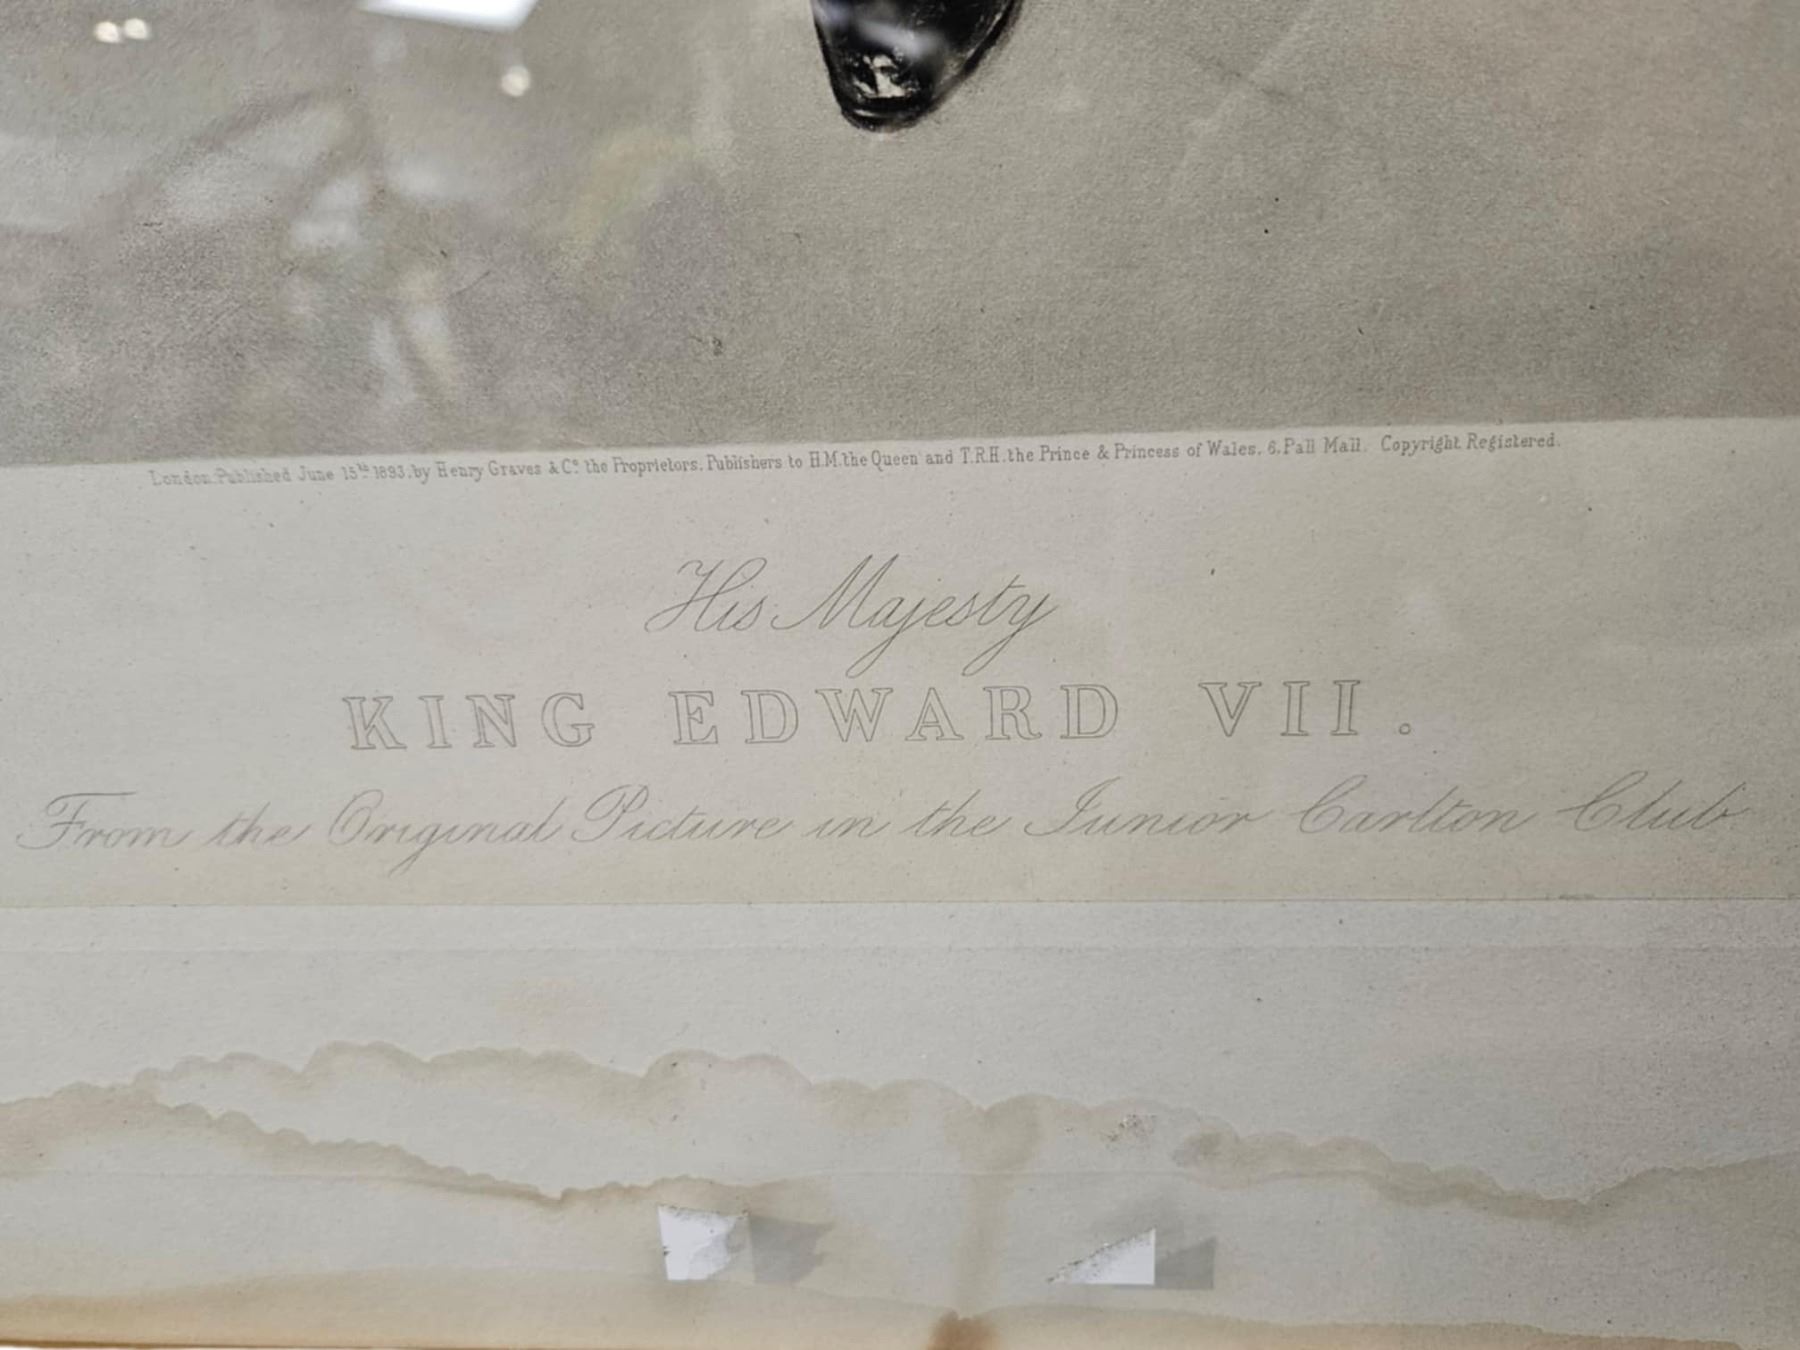 London. Published June 15th 1893, by Henry Graves & Co. the Proprietors, Publishers to H.M. the Queen and T.R.H. the Prince & Princess of Wales, 6, Pall Mall. Copyright Registered.
His Majesty
KING EDWARD VII.
From the Original Picture in the Junior Carlton Club